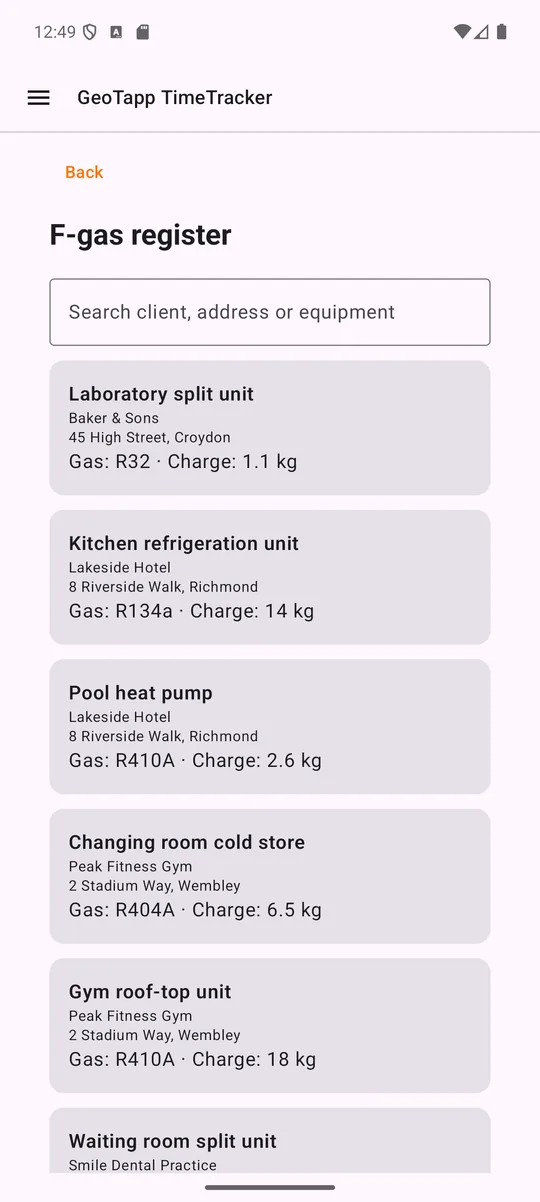 12:49
GeoTapp TimeTracker
Back
F-gas register
Search client, address or equipment
Laboratory split unit
Baker & Sons
45 High Street, Croydon
Gas: R32 · Charge: 1.1 kg
Kitchen refrigeration unit
Lakeside Hotel
8 Riverside Walk, Richmond
Gas: R134a · Charge: 14 kg
Pool heat pump
Lakeside Hotel
8 Riverside Walk, Richmond
Gas: R410A · Charge: 2.6 kg
Changing room cold store
Peak Fitness Gym
2 Stadium Way, Wembley
Gas: R404A · Charge: 6.5 kg
Gym roof-top unit
Peak Fitness Gym
2 Stadium Way, Wembley
Gas: R410A · Charge: 18 kg
Waiting room split unit
Smile Dental Practice